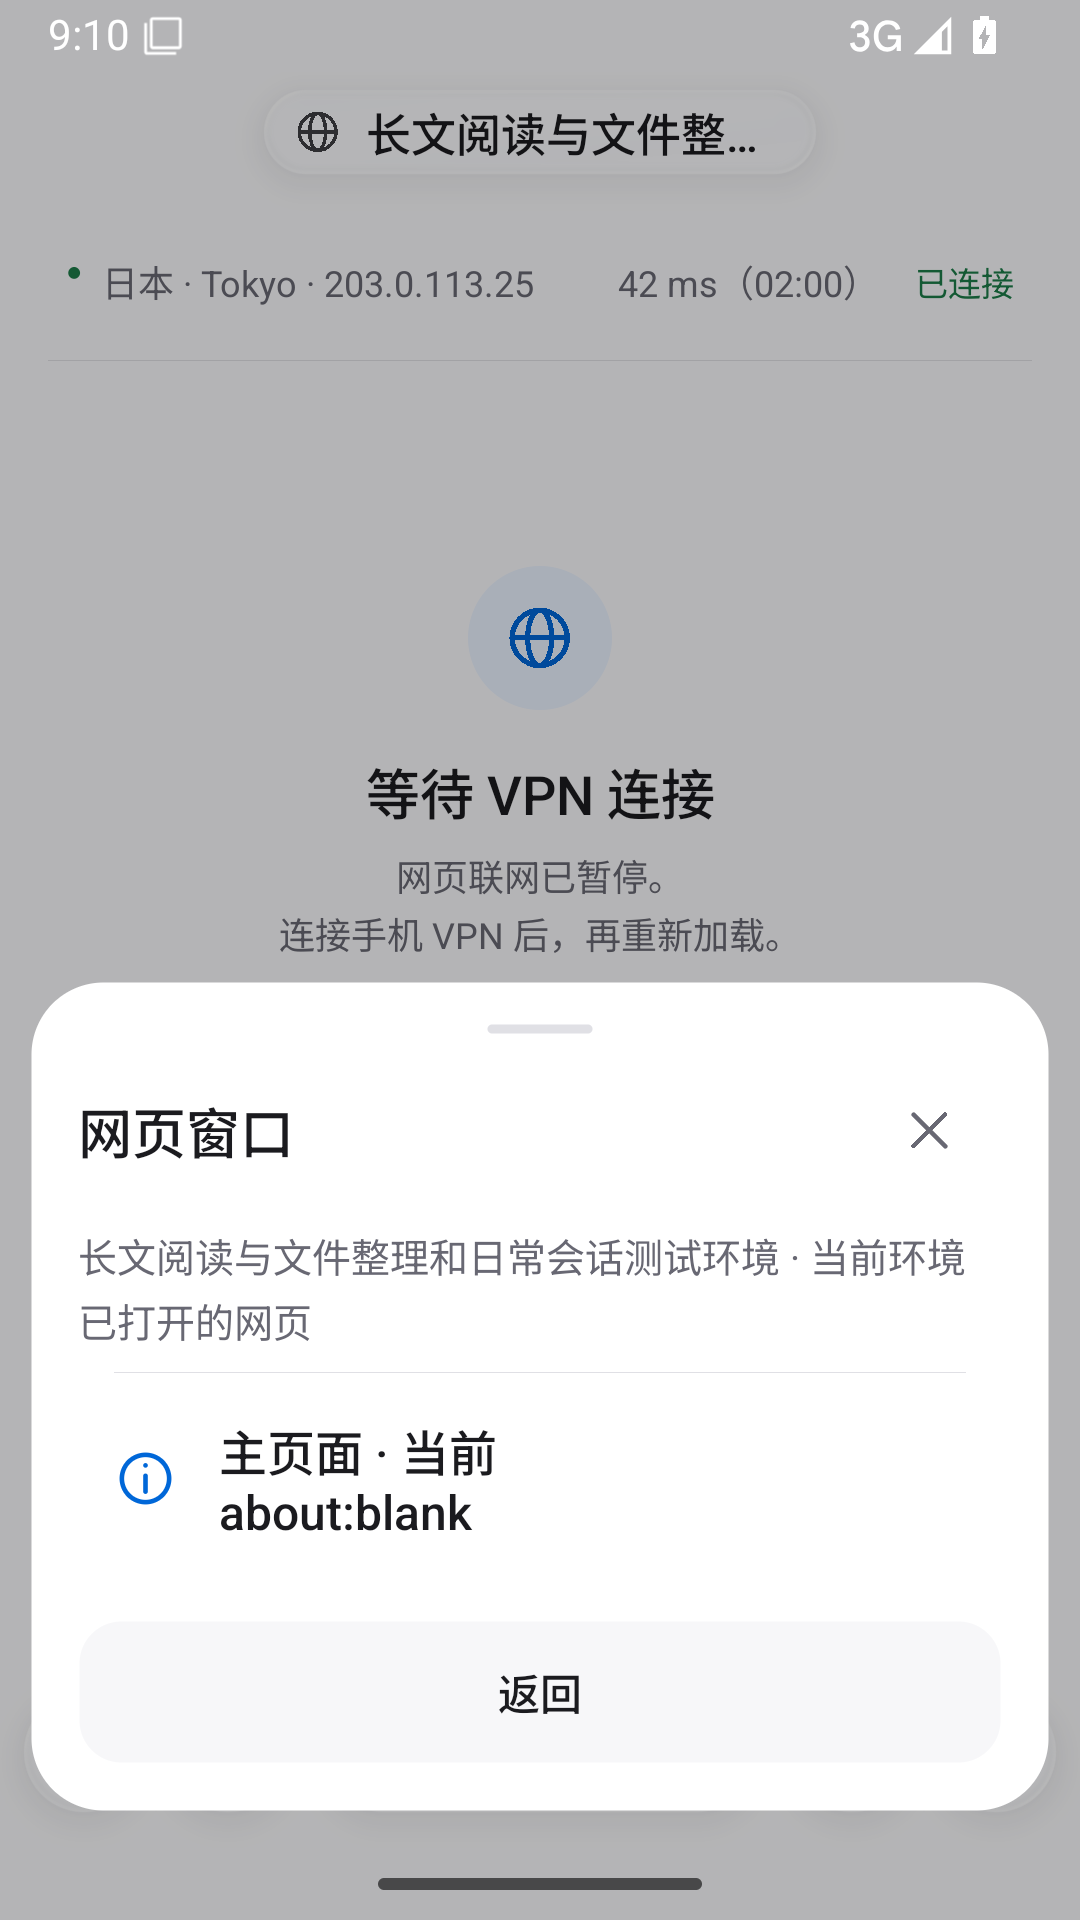 9:10
3G
长文阅读与文件整...
日本 · Tokyo · 203.0.113.25 42 ms（02:00） 已连接
等待 VPN 连接
网页联网已暂停。
连接手机 VPN 后，再重新加载。
网页窗口
长文阅读与文件整理和日常会话测试环境 · 当前环境
已打开的网页
主页面 · 当前
about:blank
返回